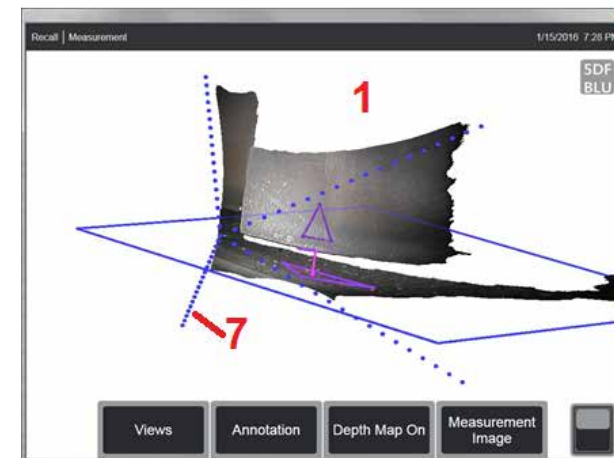 Recall | Measurement
1/15/2016 7:28 PM
5DF
BLU
1
7
Views
Annotation
Depth Map On
Measurement
Image